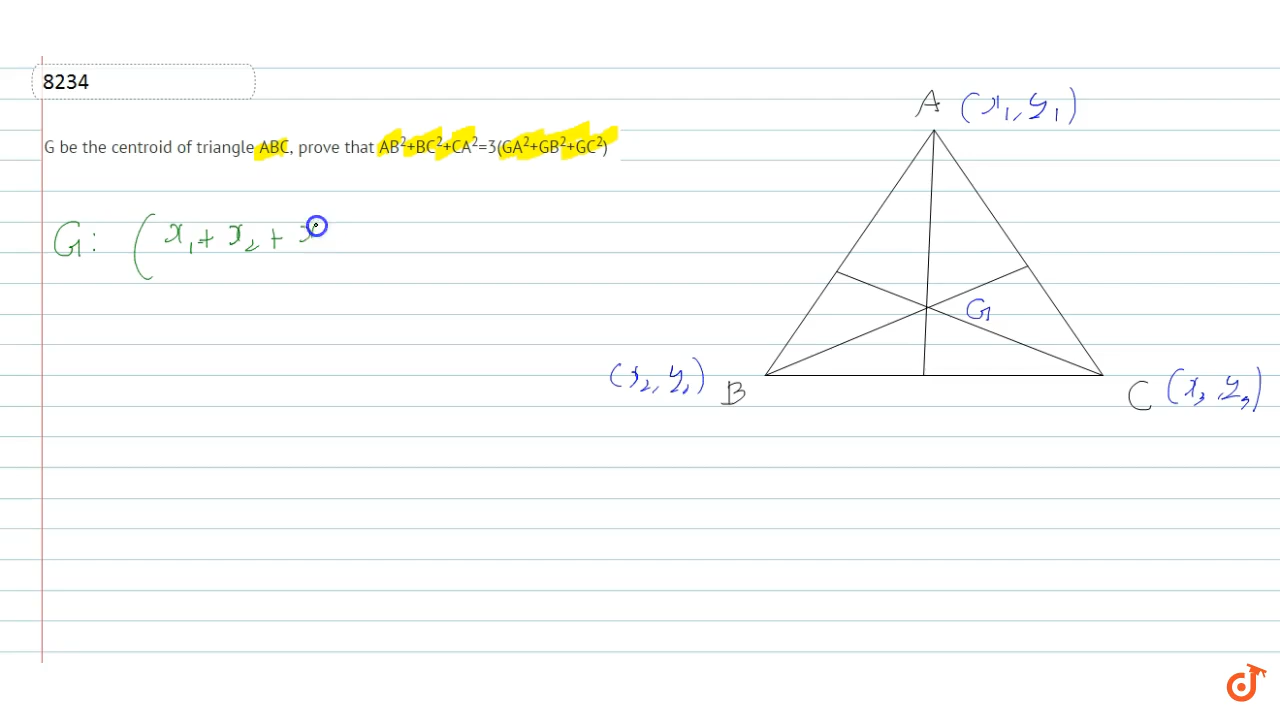 8234
G be the centroid of triangle ABC, prove that AB²+BC²+CA²=3(GA²+GB²+GC²)
G: ( x₁ + x₂ + x
A (x₁, y₁)
G
(x₂, y₂) B
C (x₃, y₃)